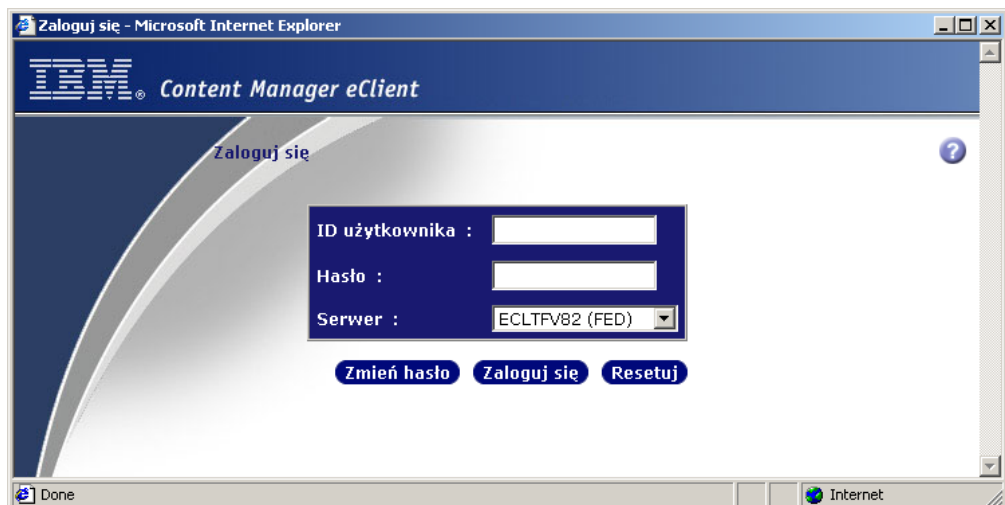 Zaloguj się - Microsoft Internet Explorer
IBM® Content Manager eClient
Zaloguj się
?
ID użytkownika :
Hasło :
Serwer : ECLTFV82 (FED)
Zmień hasło Zaloguj się Resetuj
Done Internet